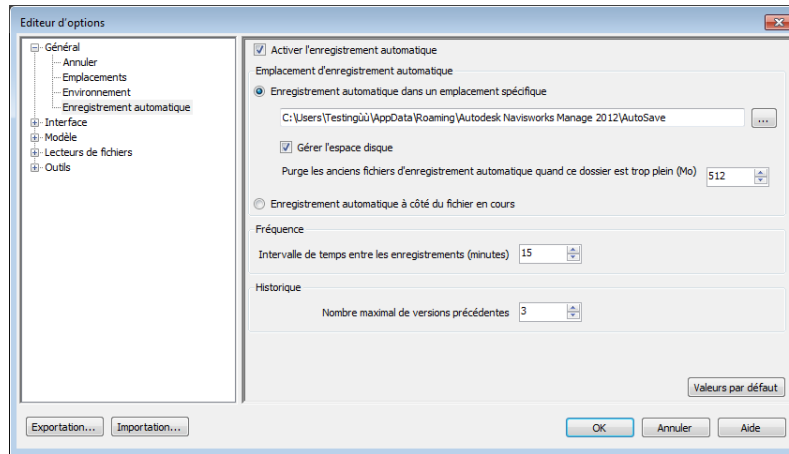 Editeur d'options
Général
Annuler
Emplacements
Environnement
Enregistrement automatique
Interface
Modèle
Lecteurs de fichiers
Outils
Activer l'enregistrement automatique
Emplacement d'enregistrement automatique
Enregistrement automatique dans un emplacement spécifique
C:\Users\Testingùù\AppData\Roaming\Autodesk Navisworks Manage 2012\AutoSave ...
Gérer l'espace disque
Purge les anciens fichiers d'enregistrement automatique quand ce dossier est trop plein (Mo) 512
Enregistrement automatique à côté du fichier en cours
Fréquence
Intervalle de temps entre les enregistrements (minutes) 15
Historique
Nombre maximal de versions précédentes 3
Valeurs par défaut
Exportation... Importation... OK Annuler Aide